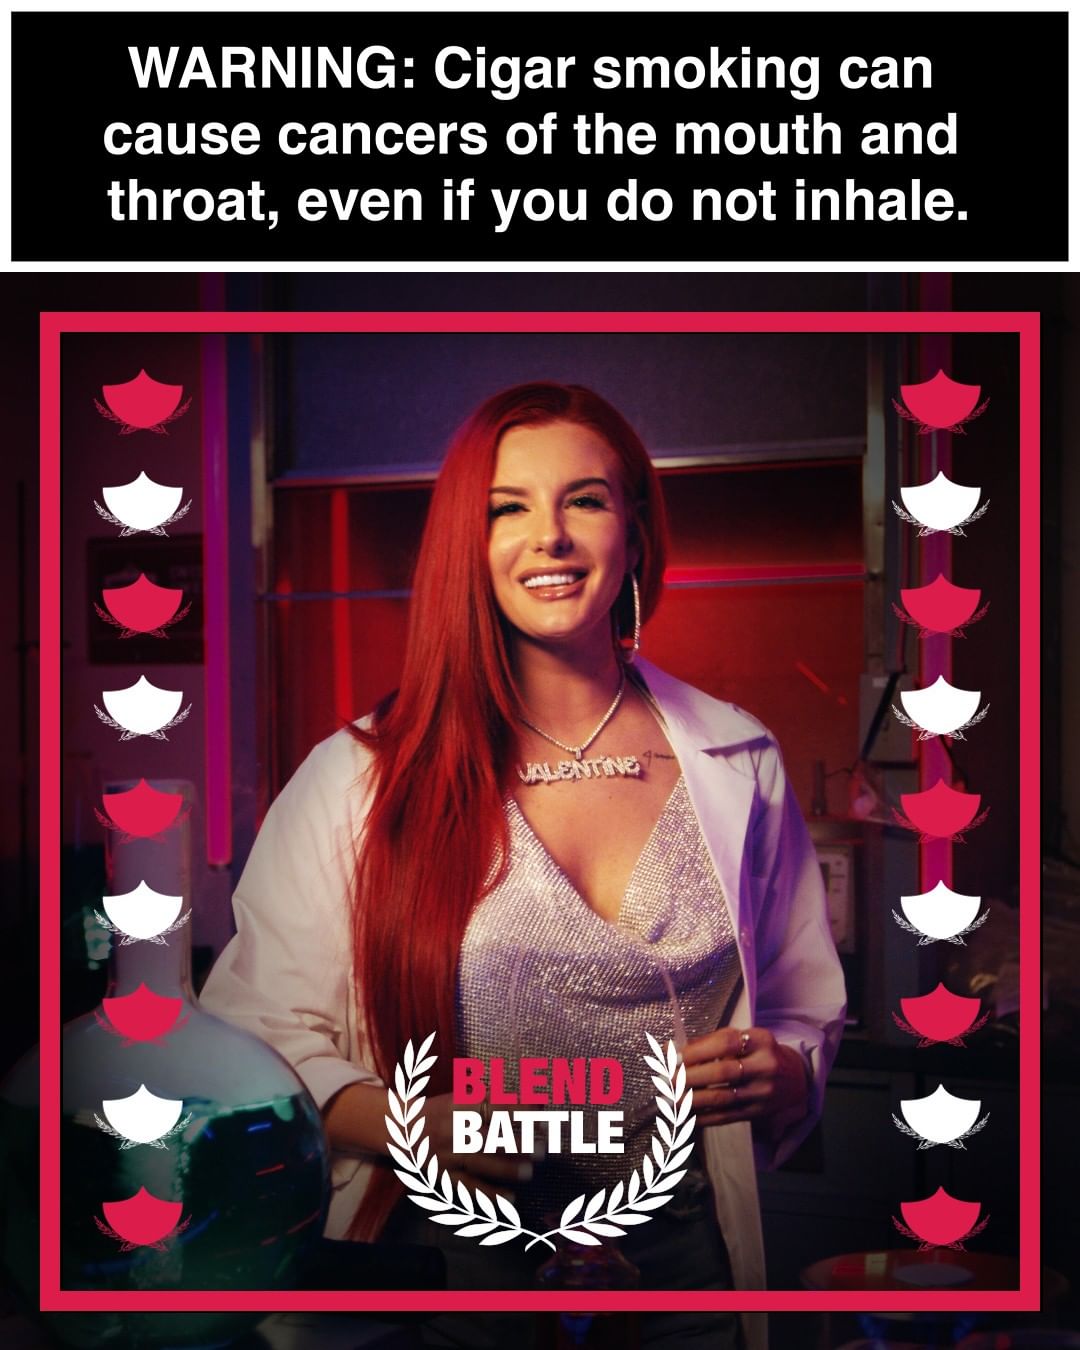 WARNING: Cigar smoking can
cause cancers of the mouth and
throat, even if you do not inhale.
VALENTINE
BLEND
BATTLE